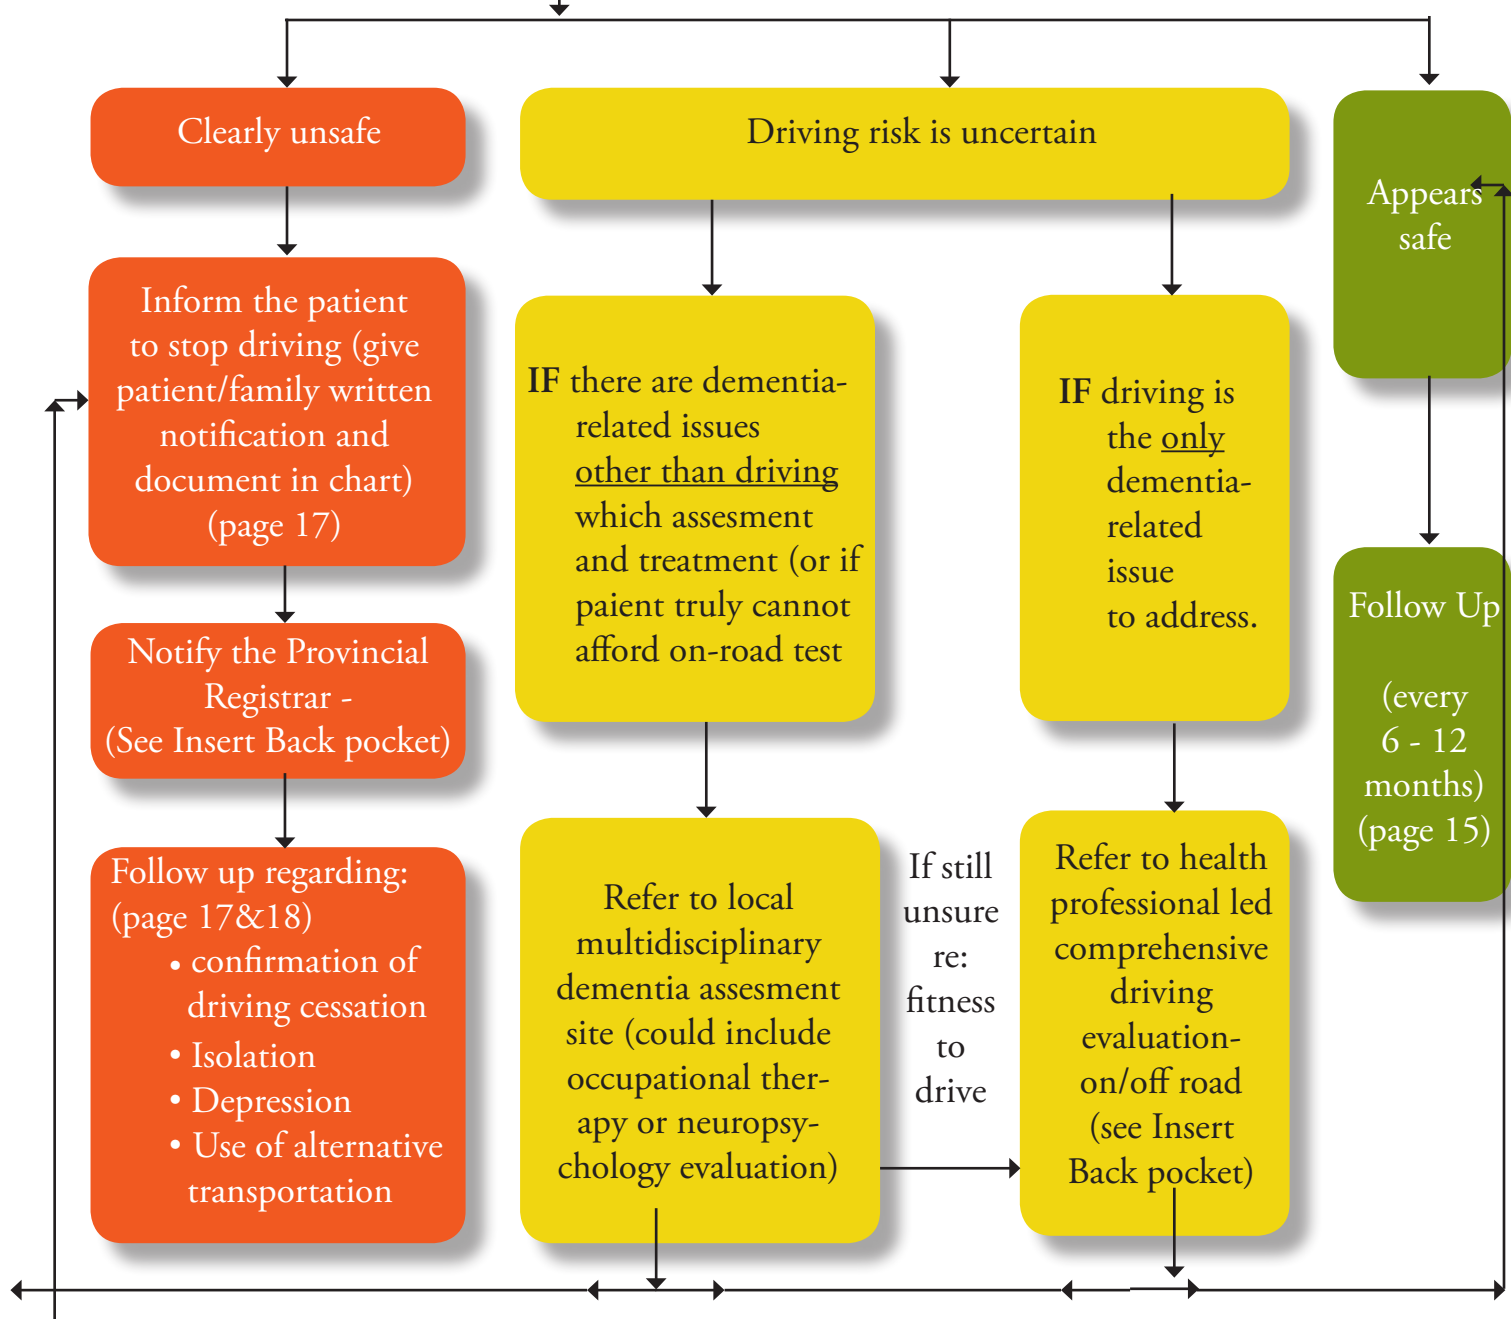 Clearly unsafe
Inform the patient
to stop driving (give
patient/family written
notification and
document in chart)
(page 17)
Notify the Provincial
Registrar -
(See Insert Back pocket)
Follow up regarding:
(page 17&18)
• confirmation of
driving cessation
• Isolation
• Depression
• Use of alternative
transportation
Driving risk is uncertain
IF there are dementia-
related issues
other than driving
which assesment
and treatment (or if
paient truly cannot
afford on-road test
Refer to local
multidisciplinary
dementia assesment
site (could include
occupational ther-
apy or neuropsy-
chology evaluation)
If still
unsure
re:
fitness
to
drive
IF driving is
the only
dementia-
related
issue
to address.
Refer to health
professional led
comprehensive
driving
evaluation-
on/off road
(see Insert
Back pocket)
Appears
safe
Follow Up
(every
6 - 12
months)
(page 15)